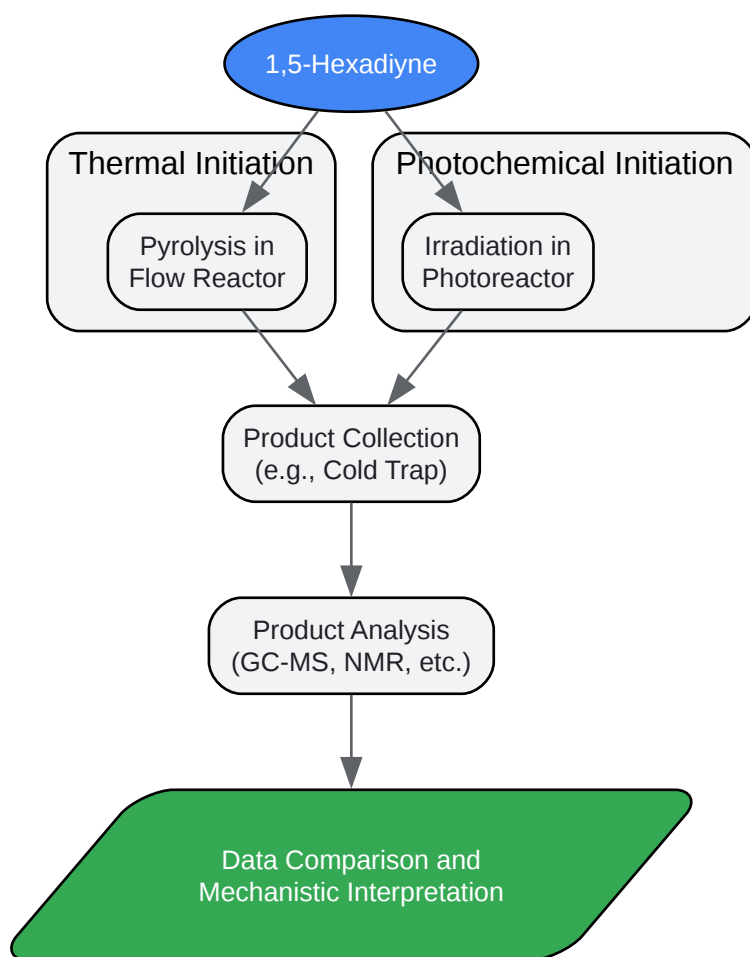 1,5-Hexadiyne
Thermal Initiation
Photochemical Initiation
Pyrolysis in
Flow Reactor
Irradiation in
Photoreactor
Product Collection
(e.g., Cold Trap)
Product Analysis
(GC-MS, NMR, etc.)
Data Comparison and
Mechanistic Interpretation